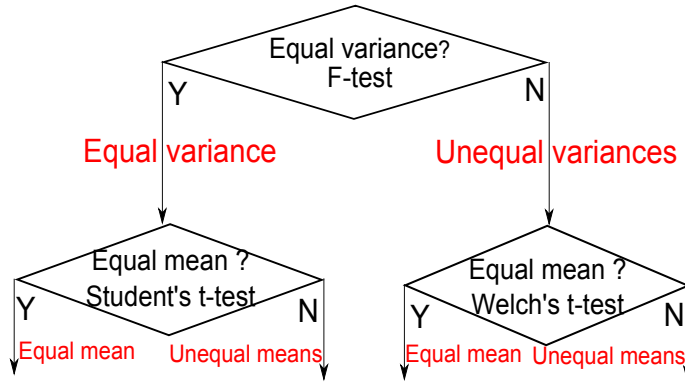 Equal variance?
F-test
Y
N
Equal variance
Unequal variances
Equal mean ?
Student's t-test
Y
N
Equal mean
Unequal means
Equal mean ?
Welch's t-test
Y
N
Equal mean
Unequal means